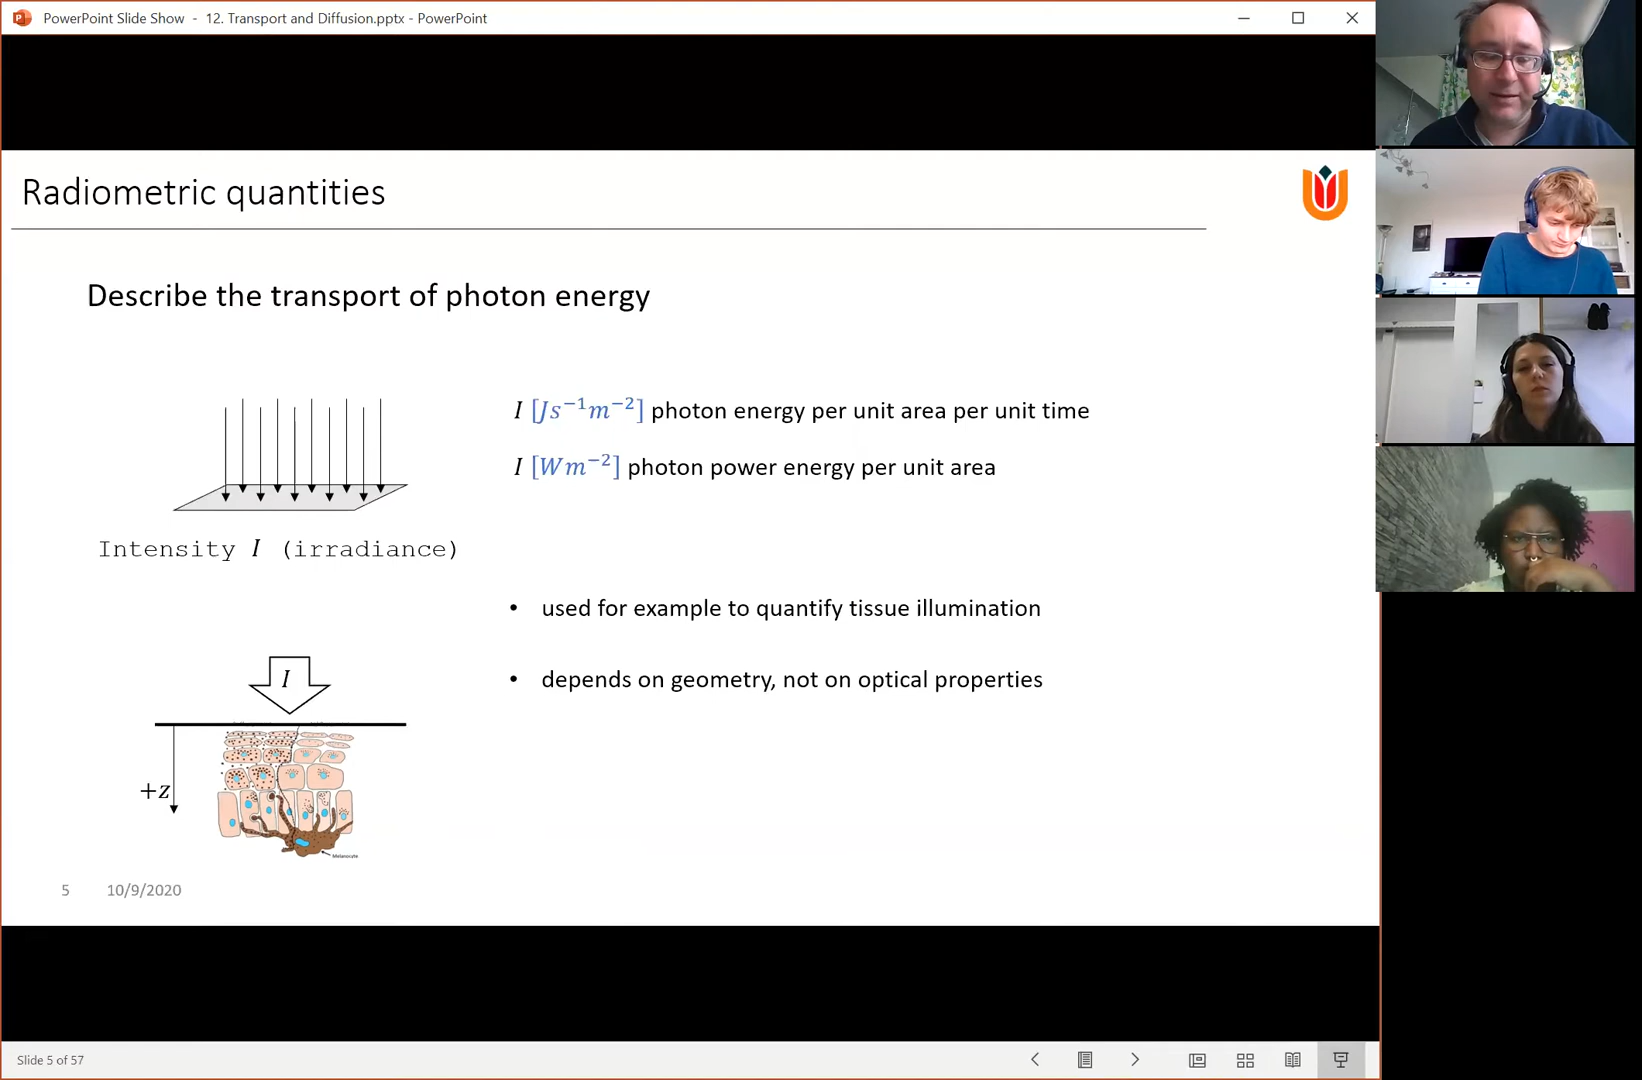 PowerPoint Slide Show - 12. Transport and Diffusion.pptx - PowerPoint
Radiometric quantities
Describe the transport of photon energy
I [Js⁻¹m⁻²] photon energy per unit area per unit time
I [Wm⁻²] photon power energy per unit area
Intensity I (irradiance)
• used for example to quantify tissue illumination
I
• depends on geometry, not on optical properties
+z
Melanocyte
5 10/9/2020
Slide 5 of 57